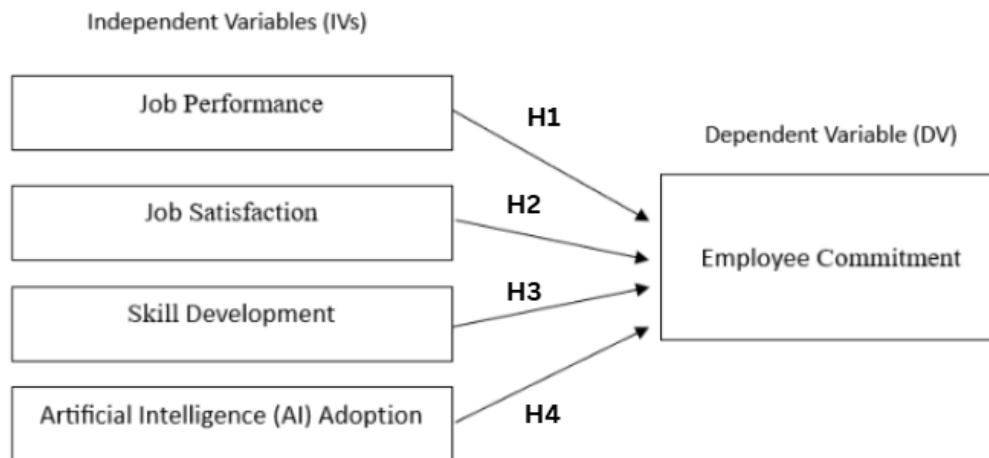 Independent Variables (IVs)
Job Performance
H1
Dependent Variable (DV)
Job Satisfaction
H2
Employee Commitment
H3
Skill Development
Artificial Intelligence (AI) Adoption
H4